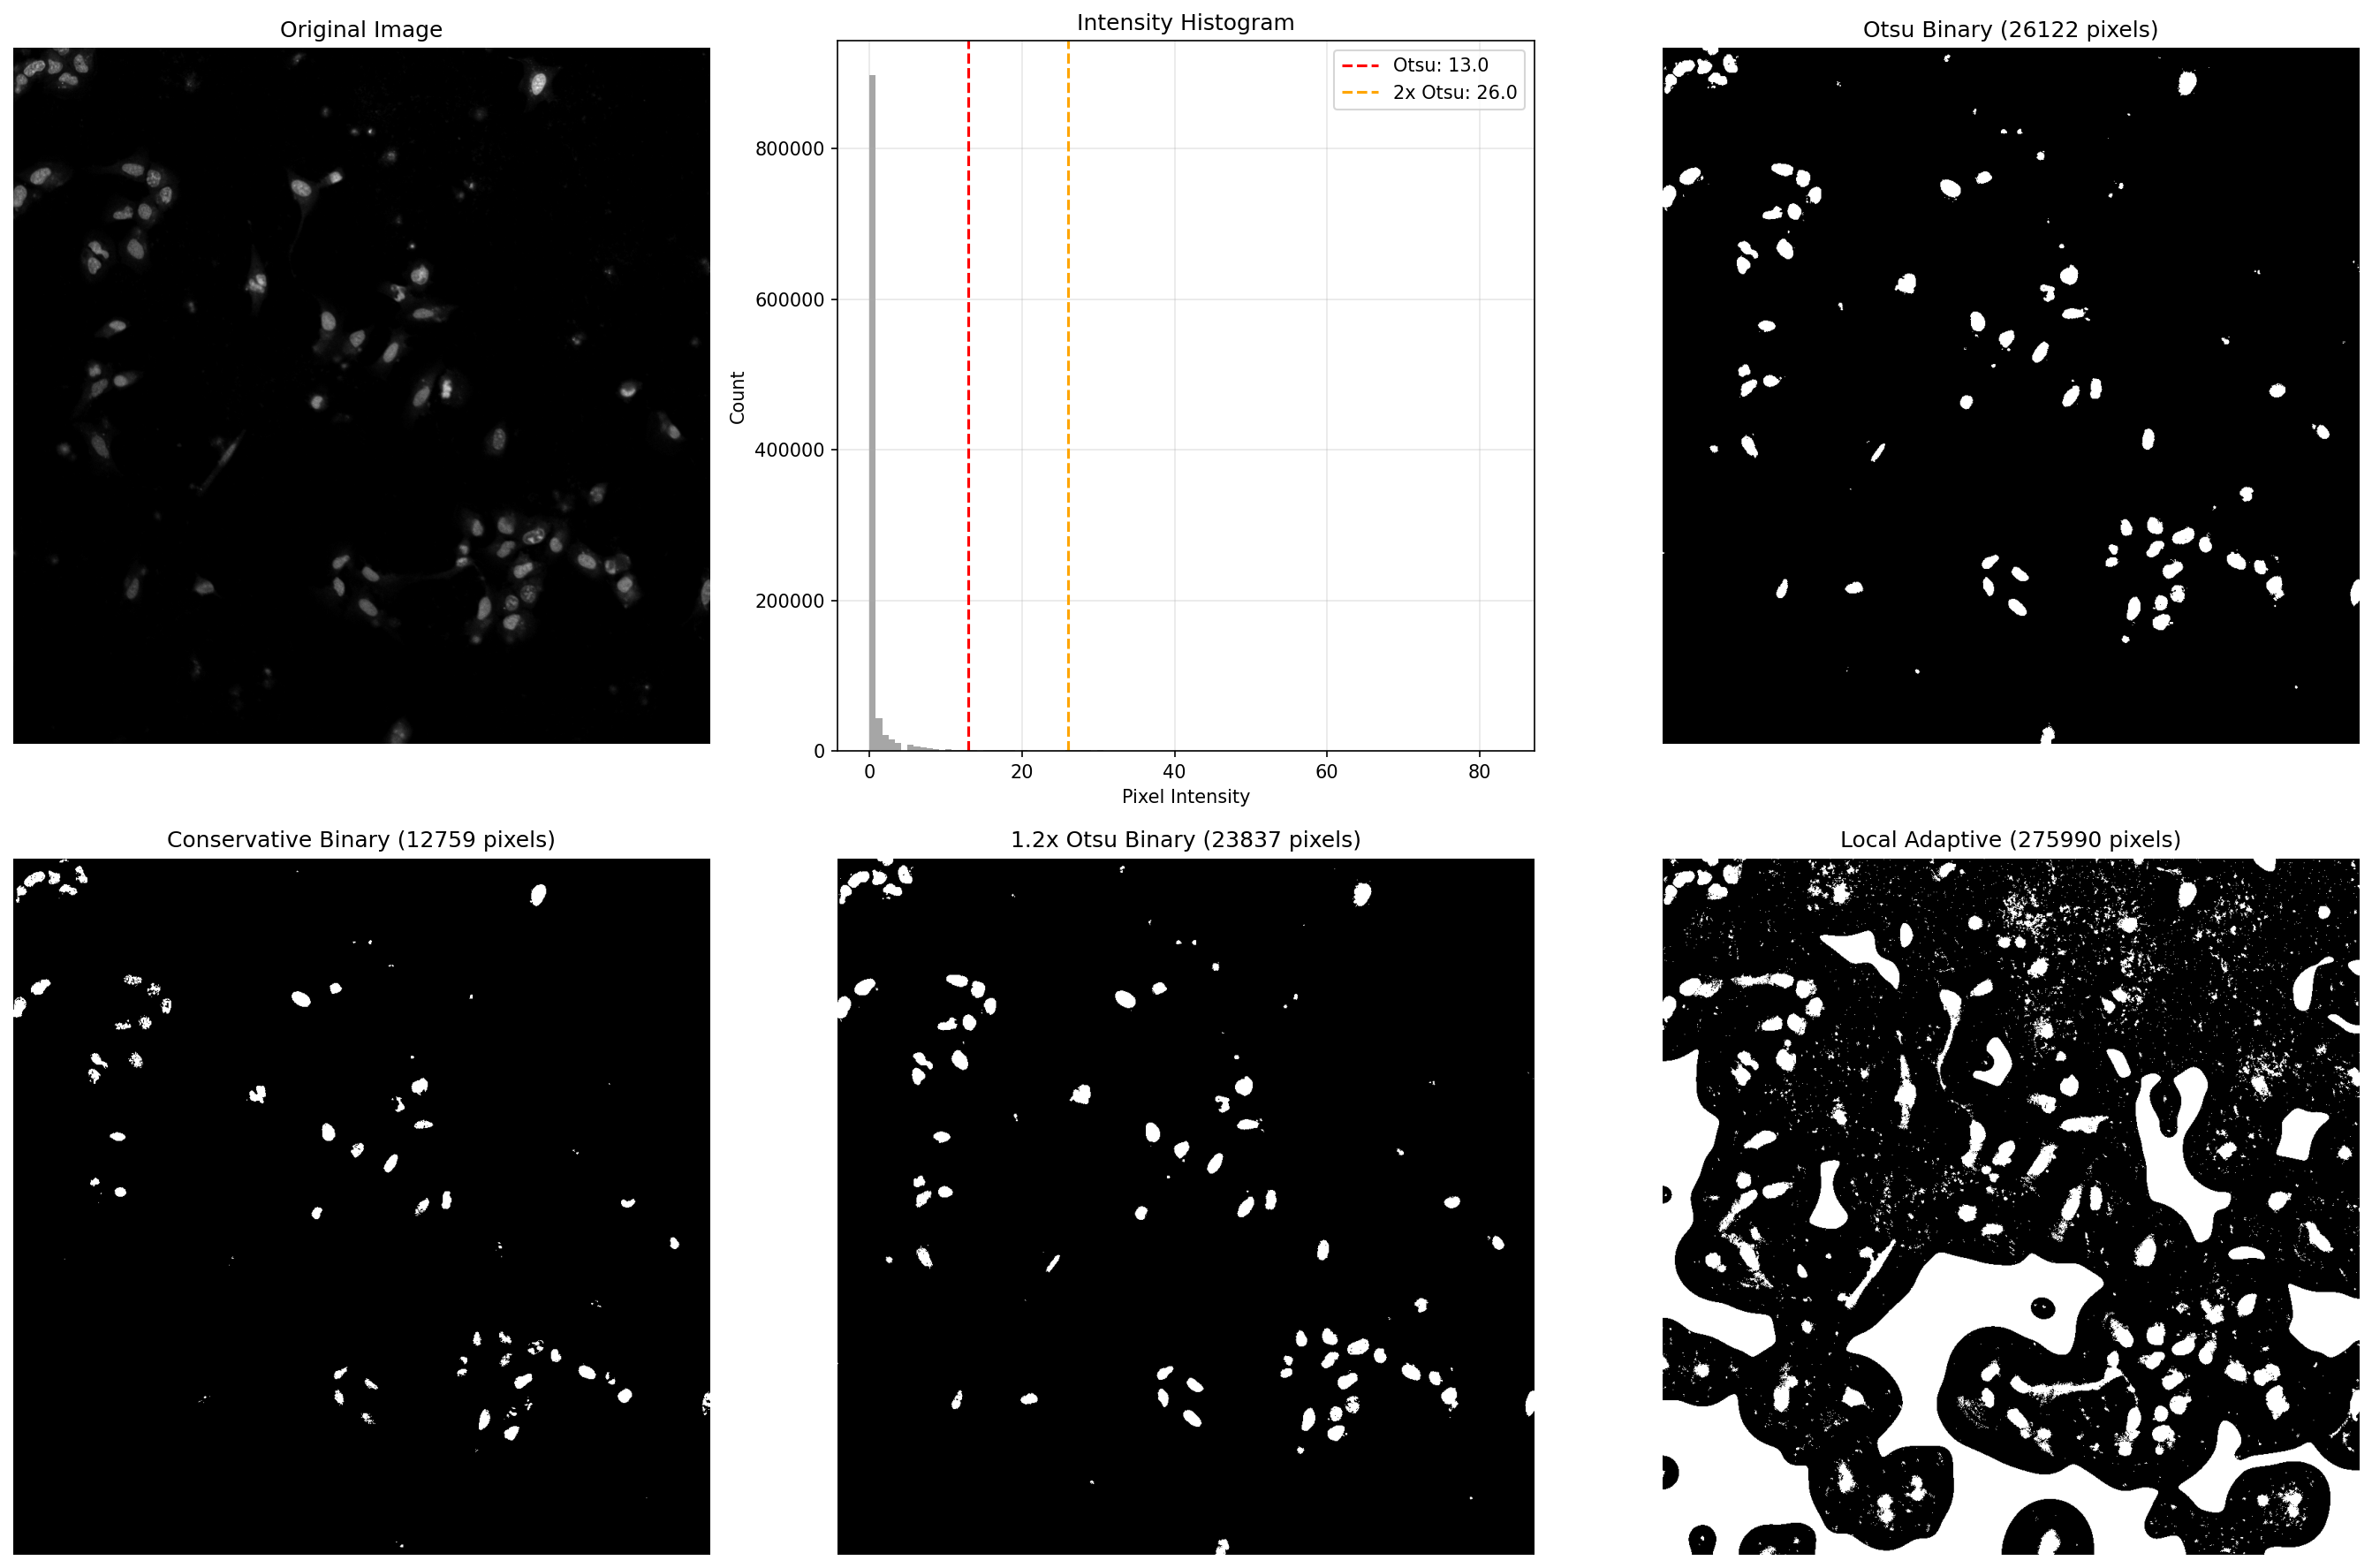 Original Image
Intensity Histogram
Otsu: 13.0
2x Otsu: 26.0
Count
800000
600000
400000
200000
0
0 20 40 60 80
Pixel Intensity
Otsu Binary (26122 pixels)
Conservative Binary (12759 pixels)
1.2x Otsu Binary (23837 pixels)
Local Adaptive (275990 pixels)